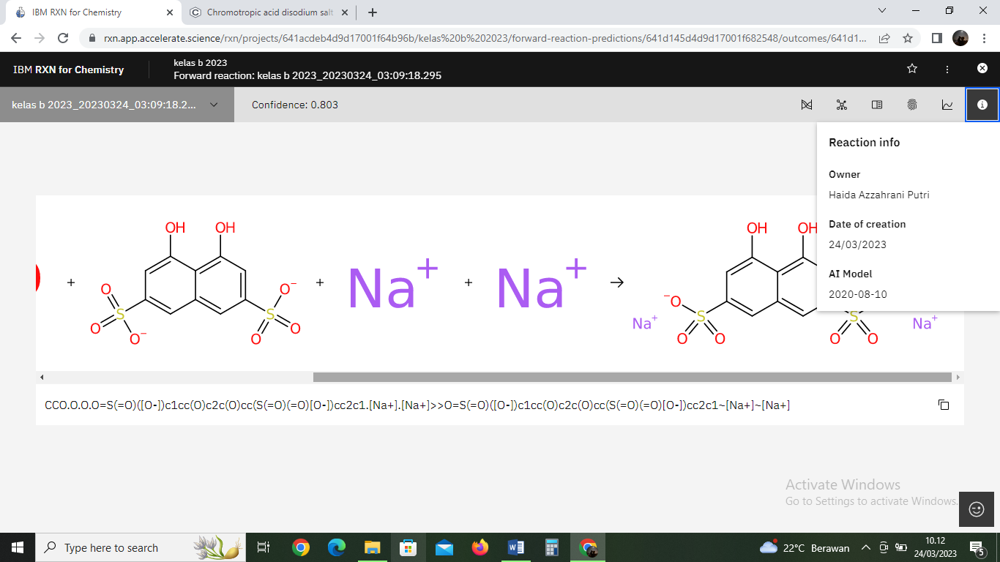 IBM RXN for Chemistry
Chromotropic acid disodium salt
rxn.app.accelerate.science/rxn/projects/641acdeb4d9d17001f64b96b/kelas%20b%202023/forward-reaction-predictions/641d145d4d9d17001f682548/outcomes/641d1...
IBM RXN for Chemistry
kelas b 2023
Forward reaction: kelas b 2023_20230324_03:09:18.295
kelas b 2023_20230324_03:09:18.2...
Confidence: 0.803
Reaction info
Owner
Haida Azzahrani Putri
Date of creation
24/03/2023
AI Model
2020-08-10
OH OH
O O⁻
+ + Na⁺ + Na⁺ →
S S
O O⁻ O O
OH OH
⁻O
Na⁺ S S Na⁺
O O O O
CCO.O.O.O=S(=O)([O-])c1cc(O)c2c(O)cc(S(=O)(=O)[O-])cc2c1.[Na+].[Na+]>>O=S(=O)([O-])c1cc(O)c2c(O)cc(S(=O)(=O)[O-])cc2c1~[Na+]~[Na+]
Activate Windows
Go to Settings to activate Windows.
Type here to search
22°C Berawan
10.12
24/03/2023
5